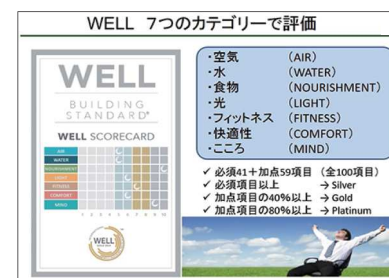 WELL 7つのカテゴリーで評価
WELL
BUILDING
STANDARD
WELL SCORECARD
AIR
WATER
NOURISHMENT
LIGHT
FITNESS
COMFORT
MIND
WELL
・空気 (AIR)
・水 (WATER)
・食物 (NOURISHMENT)
・光 (LIGHT)
・フィットネス (FITNESS)
・快適性 (COMFORT)
・こころ (MIND)
✓ 必須41+加点59項目 (全100項目)
✓ 必須項目以上 → Silver
✓ 加点項目の40%以上 → Gold
✓ 加点項目の80%以上 → Platinum